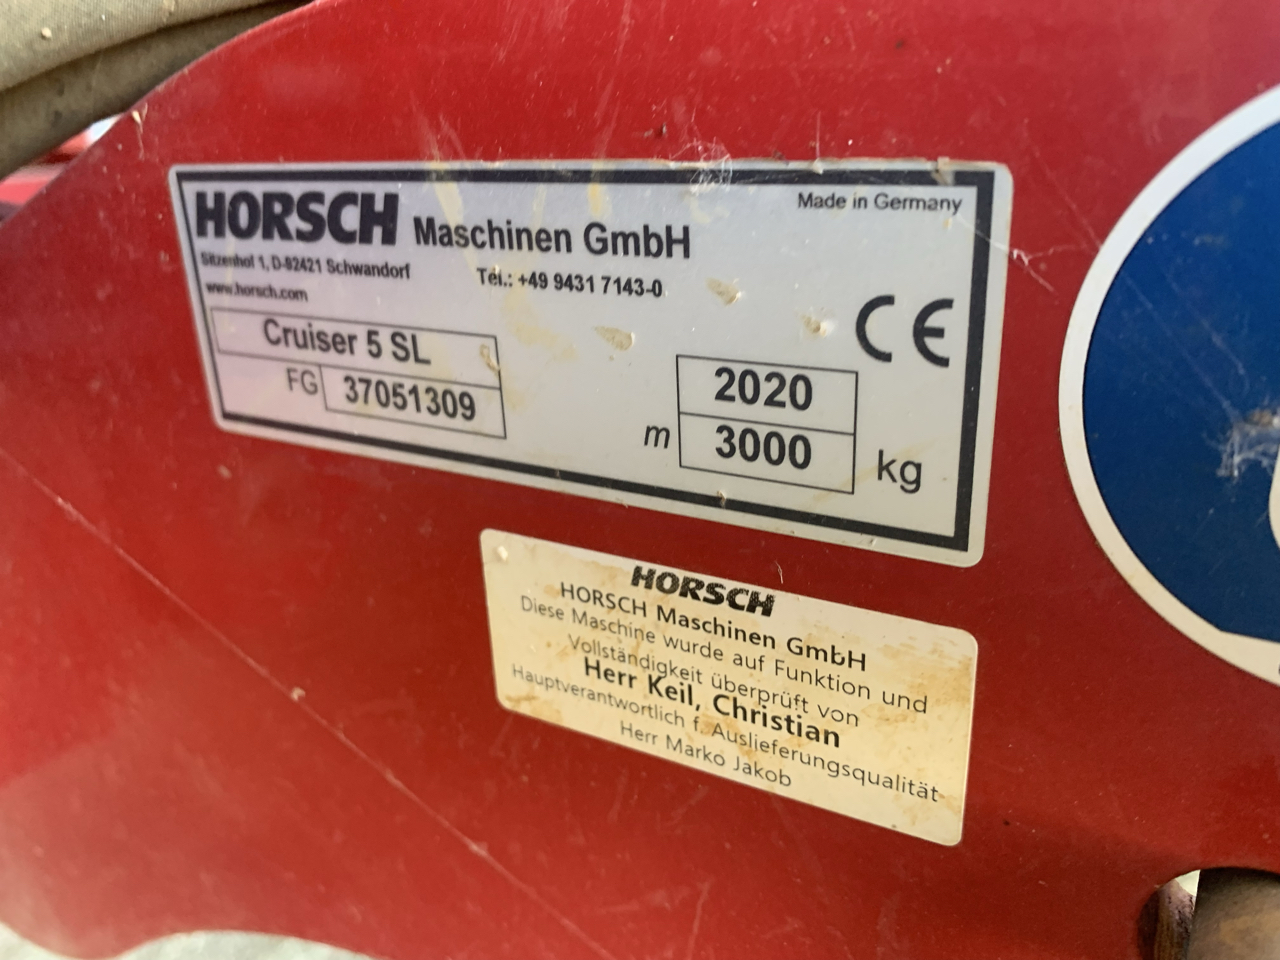 HORSCH Maschinen GmbH
Made in Germany
Sitzenhof 1, D-92421 Schwandorf
Tel.: +49 9431 7143-0
www.horsch.com
CE
Cruiser 5 SL
FG 37051309
2020
m 3000 kg
HORSCH
HORSCH Maschinen GmbH
Diese Maschine wurde auf Funktion und
Vollständigkeit überprüft von
Herr Keil, Christian
Hauptverantwortlich f. Auslieferungsqualität
Herr Marko Jakob